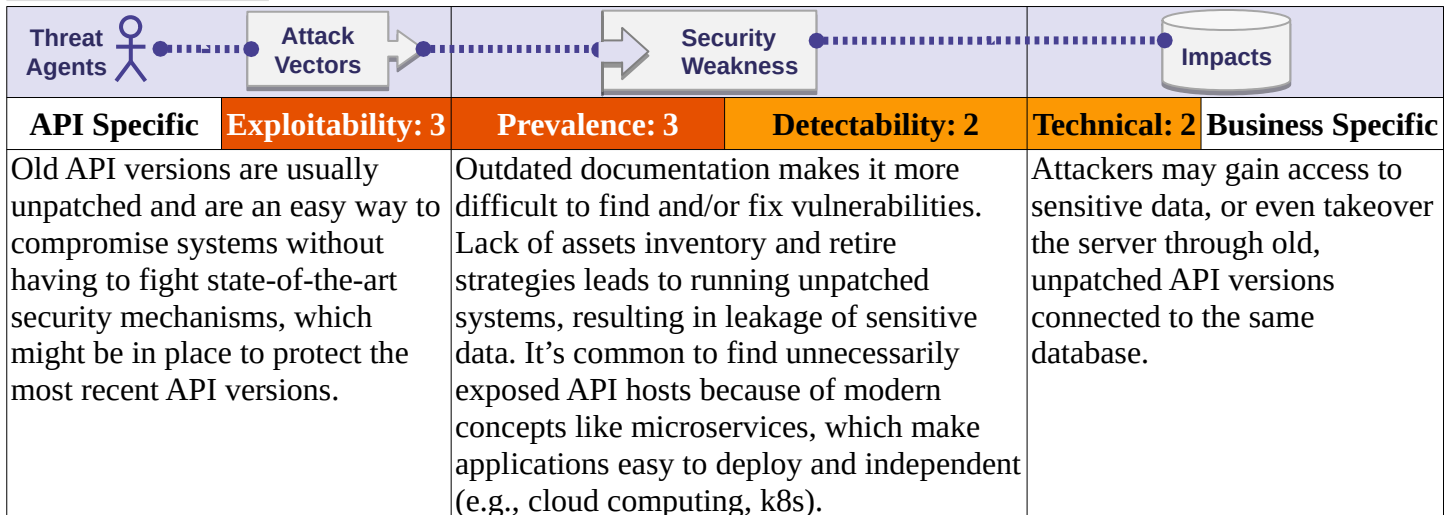 Threat
Agents
Attack
Vectors
Security
Weakness
Impacts
API Specific
Exploitability: 3
Prevalence: 3
Detectability: 2
Technical: 2
Business Specific
Old API versions are usually
unpatched and are an easy way to
compromise systems without
having to fight state-of-the-art
security mechanisms, which
might be in place to protect the
most recent API versions.
Outdated documentation makes it more
difficult to find and/or fix vulnerabilities.
Lack of assets inventory and retire
strategies leads to running unpatched
systems, resulting in leakage of sensitive
data. It’s common to find unnecessarily
exposed API hosts because of modern
concepts like microservices, which make
applications easy to deploy and independent
(e.g., cloud computing, k8s).
Attackers may gain access to
sensitive data, or even takeover
the server through old,
unpatched API versions
connected to the same
database.